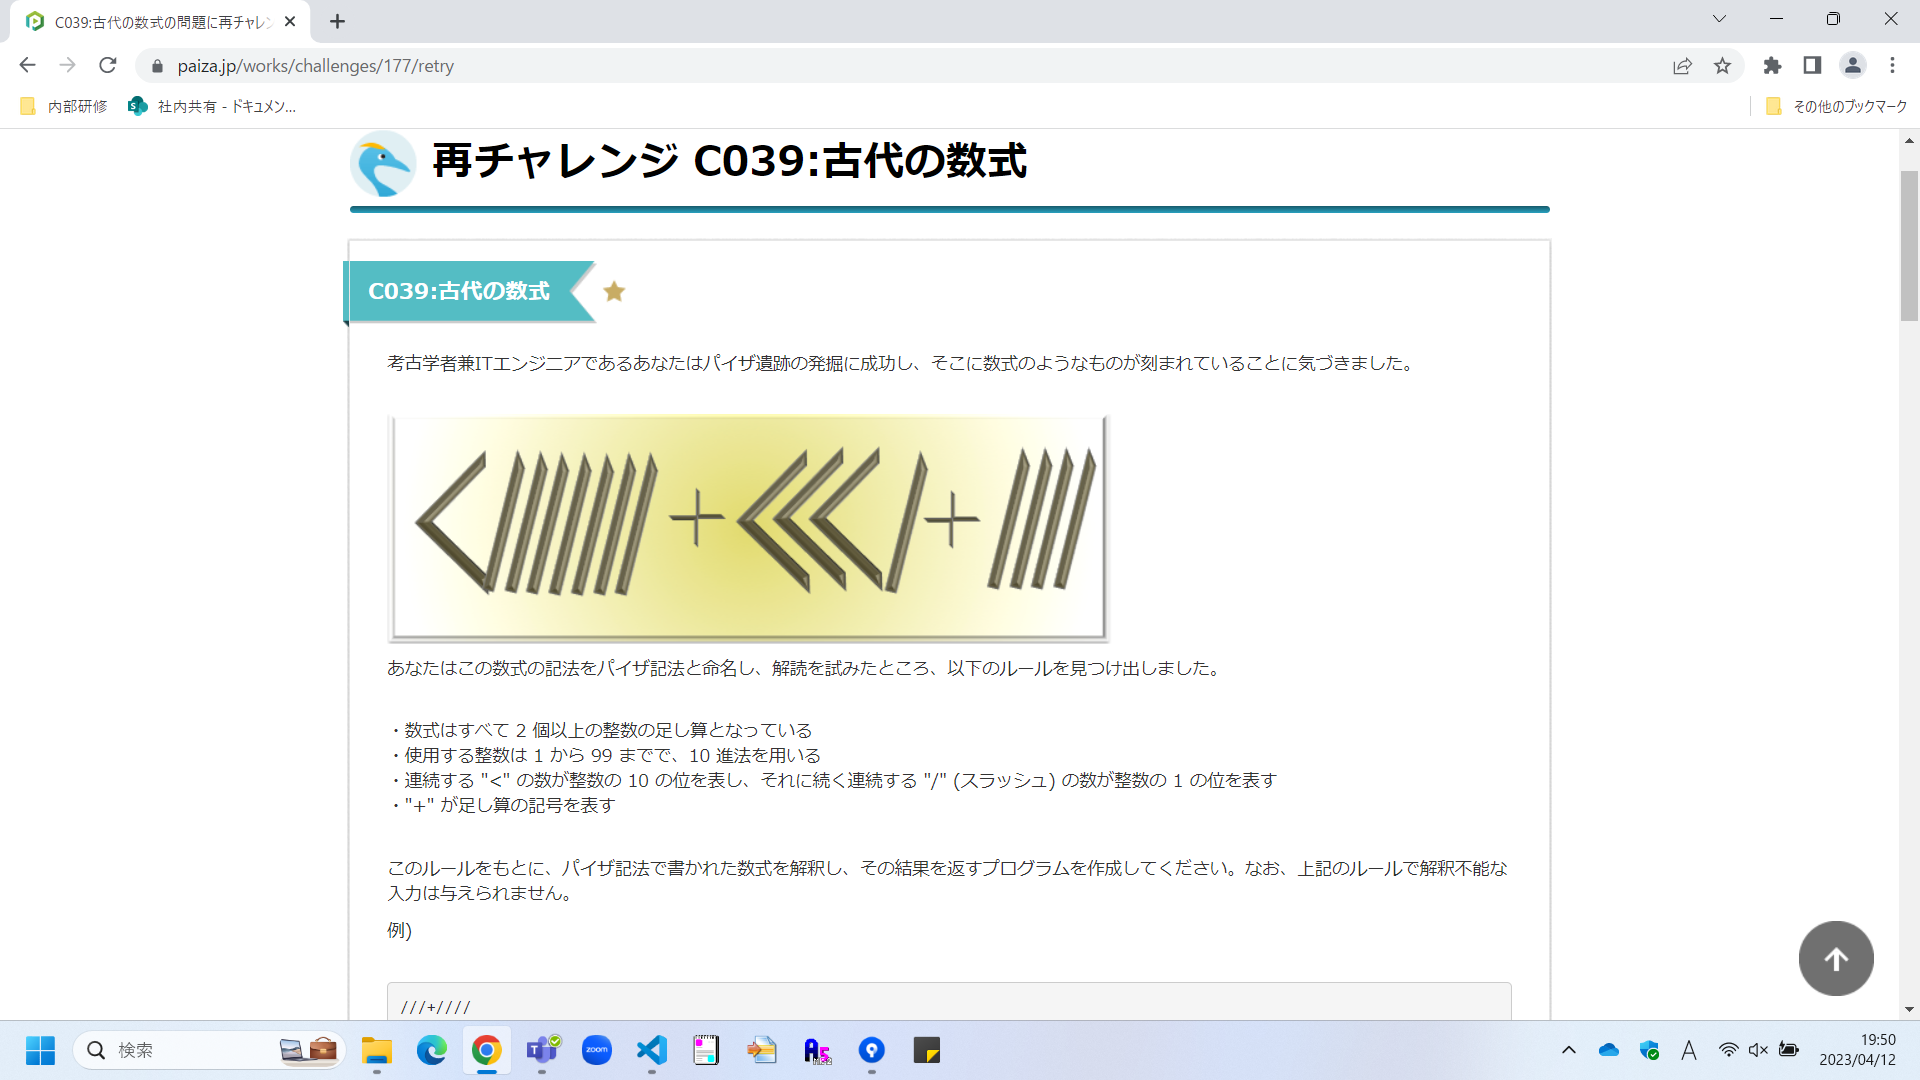 C039:古代の数式の問題に再チャレン
paiza.jp/works/challenges/177/retry
内部研修
社内共有 - ドキュメン...
その他のブックマーク
再チャレンジ C039:古代の数式
C039:古代の数式
考古学者兼ITエンジニアであるあなたはパイザ遺跡の発掘に成功し、そこに数式のようなものが刻まれていることに気づきました。
あなたはこの数式の記法をパイザ記法と命名し、解読を試みたところ、以下のルールを見つけ出しました。
・数式はすべて 2 個以上の整数の足し算となっている
・使用する整数は 1 から 99 までで、10 進法を用いる
・連続する "<" の数が整数の 10 の位を表し、それに続く連続する "/" (スラッシュ) の数が整数の 1 の位を表す
・"+" が足し算の記号を表す
このルールをもとに、パイザ記法で書かれた数式を解釈し、その結果を返すプログラムを作成してください。なお、上記のルールで解釈不能な
入力は与えられません。
例)
///+////
検索
zoom
A
19:50
2023/04/12